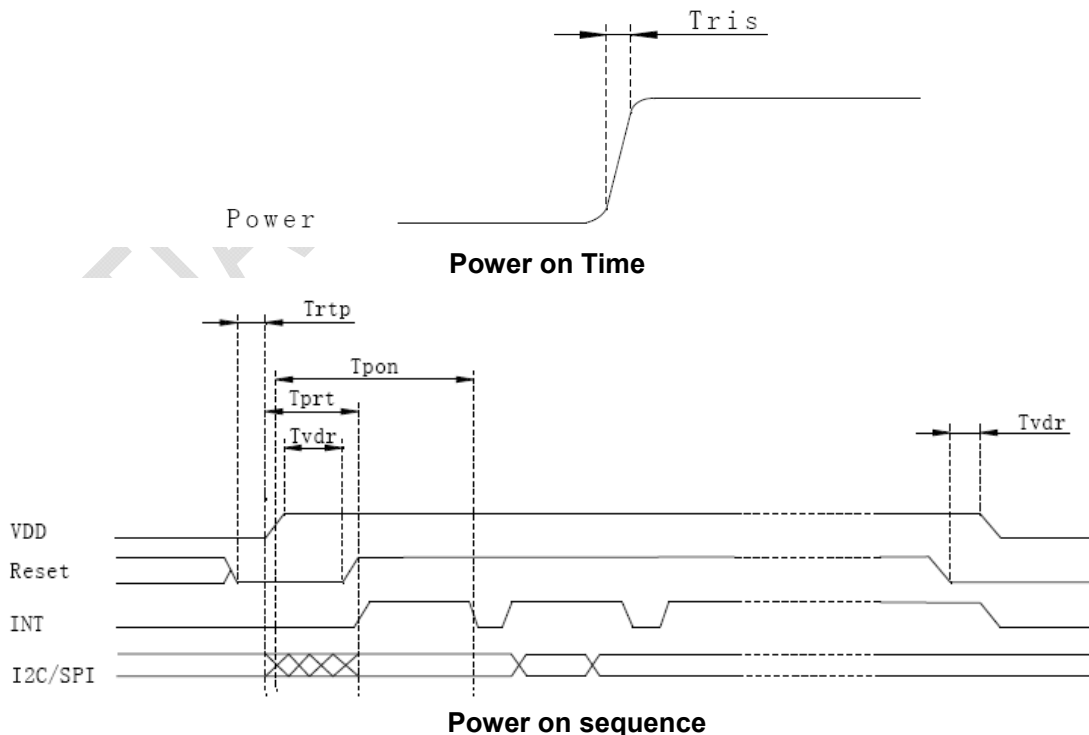 Tris
Power
Power on Time
Trtp
Tpon
Tprt
Tvdr
Tvdr
VDD
Reset
INT
I2C/SPI
Power on sequence